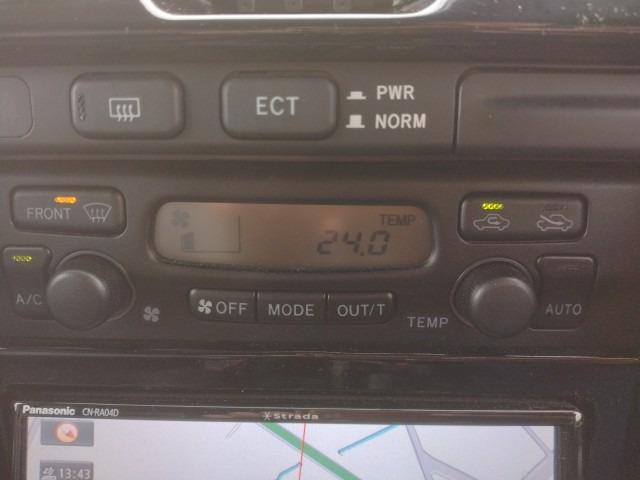 ECT
PWR
NORM
FRONT
TEMP
24.0
A/C
OFF
MODE
OUT/T
TEMP
AUTO
Panasonic CN-RA04D
Strada
13:43